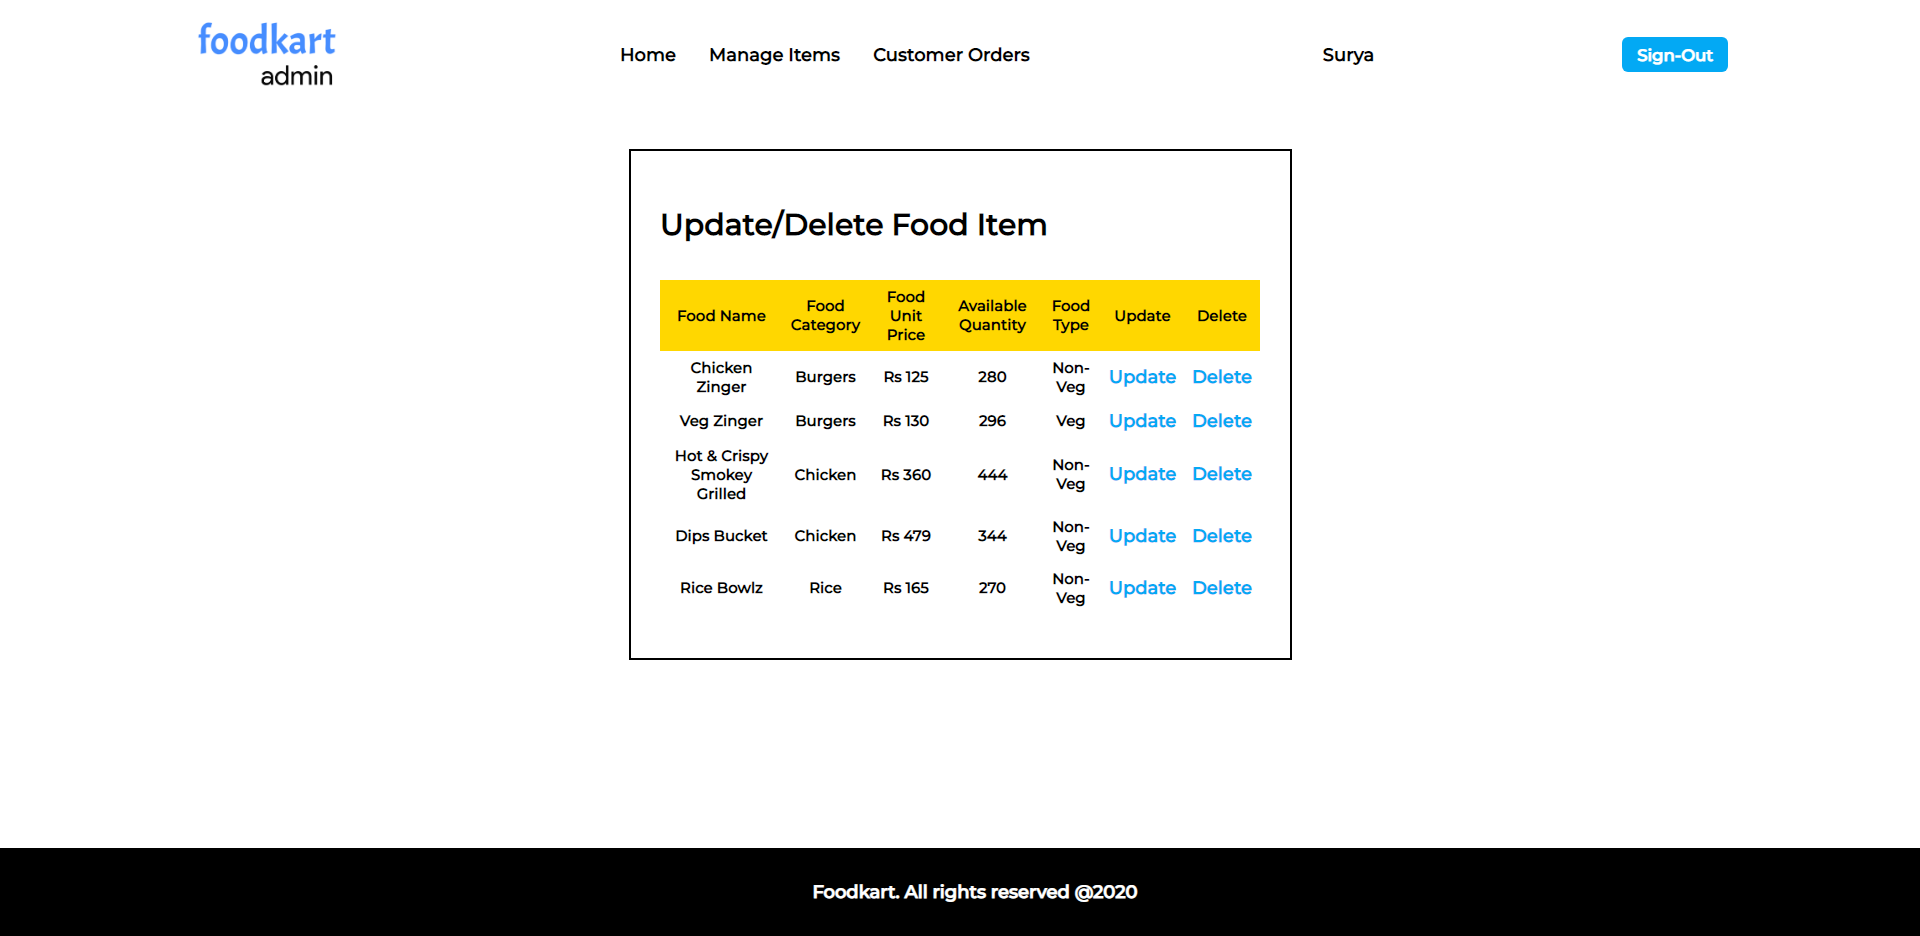 foodkart
admin
Home Manage Items Customer Orders Surya Sign-Out
Update/Delete Food Item
Food Name Food Category Food Unit Price Available Quantity Food Type Update Delete
Chicken Zinger Burgers Rs 125 280 Non-Veg Update Delete
Veg Zinger Burgers Rs 130 296 Veg Update Delete
Hot & Crispy Smokey Grilled Chicken Rs 360 444 Non-Veg Update Delete
Dips Bucket Chicken Rs 479 344 Non-Veg Update Delete
Rice Bowlz Rice Rs 165 270 Non-Veg Update Delete
Foodkart. All rights reserved @2020